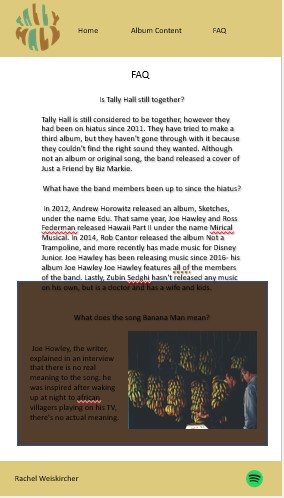 TALLY
HALL
Home Album Content FAQ
FAQ
Is Tally Hall still together?
Tally Hall is still considered to be together, however they
had been on hiatus since 2011. They have tried to make a
third album, but they haven't gone through with it because
they couldn't find the right sound they wanted. Although
not an album or original song, the band released a cover of
Just a Friend by Biz Markie.
What have the band members been up to since the hiatus?
In 2012, Andrew Horowitz released an album, Sketches,
under the name Edu. That same year, Joe Hawley and Ross
Federman released Hawaii Part II under the name Mirical
Musical. In 2014, Rob Cantor released the album Not a
Trampoline, and more recently has made music for Disney
Junior. Joe Hawley has been releasing music since 2016- his
album Joe Hawley Joe Hawley features all of the members
of the band. Lastly, Zubin Sedghi hasn't released any music
on his own, but is a doctor and has a wife and kids.
What does the song Banana Man mean?
Joe Howley, the writer,
explained in an interview
that there is no real
meaning to the song. he
was inspired after waking
up at night to african
villagers playing on his TV,
there's no actual meaning.
Rachel Weiskircher